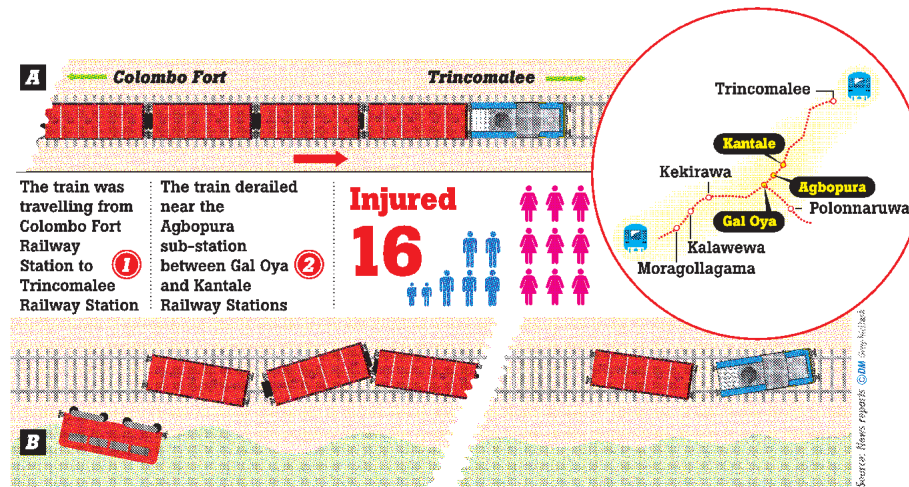 A
Colombo Fort
Trincomalee
The train was
travelling from
Colombo Fort
Railway
Station to
Trincomalee
Railway Station
1
The train derailed
near the
Agbopura
sub-station
between Gal Oya
and Kantale
Railway Stations
2
Injured
16
Trincomalee
Kantale
Kekirawa
Agbopura
Polonnaruwa
Gal Oya
Kalawewa
Moragollagama
B
Source: News reports ©DM